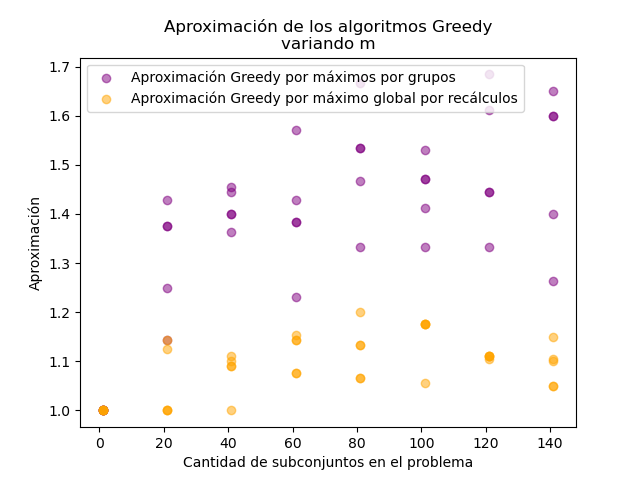 Aproximación de los algoritmos Greedy
variando m
Aproximación Greedy por máximos por grupos
Aproximación Greedy por máximo global por recálculos
Aproximación
1.7
1.6
1.5
1.4
1.3
1.2
1.1
1.0
0
20
40
60
80
100
120
140
Cantidad de subconjuntos en el problema